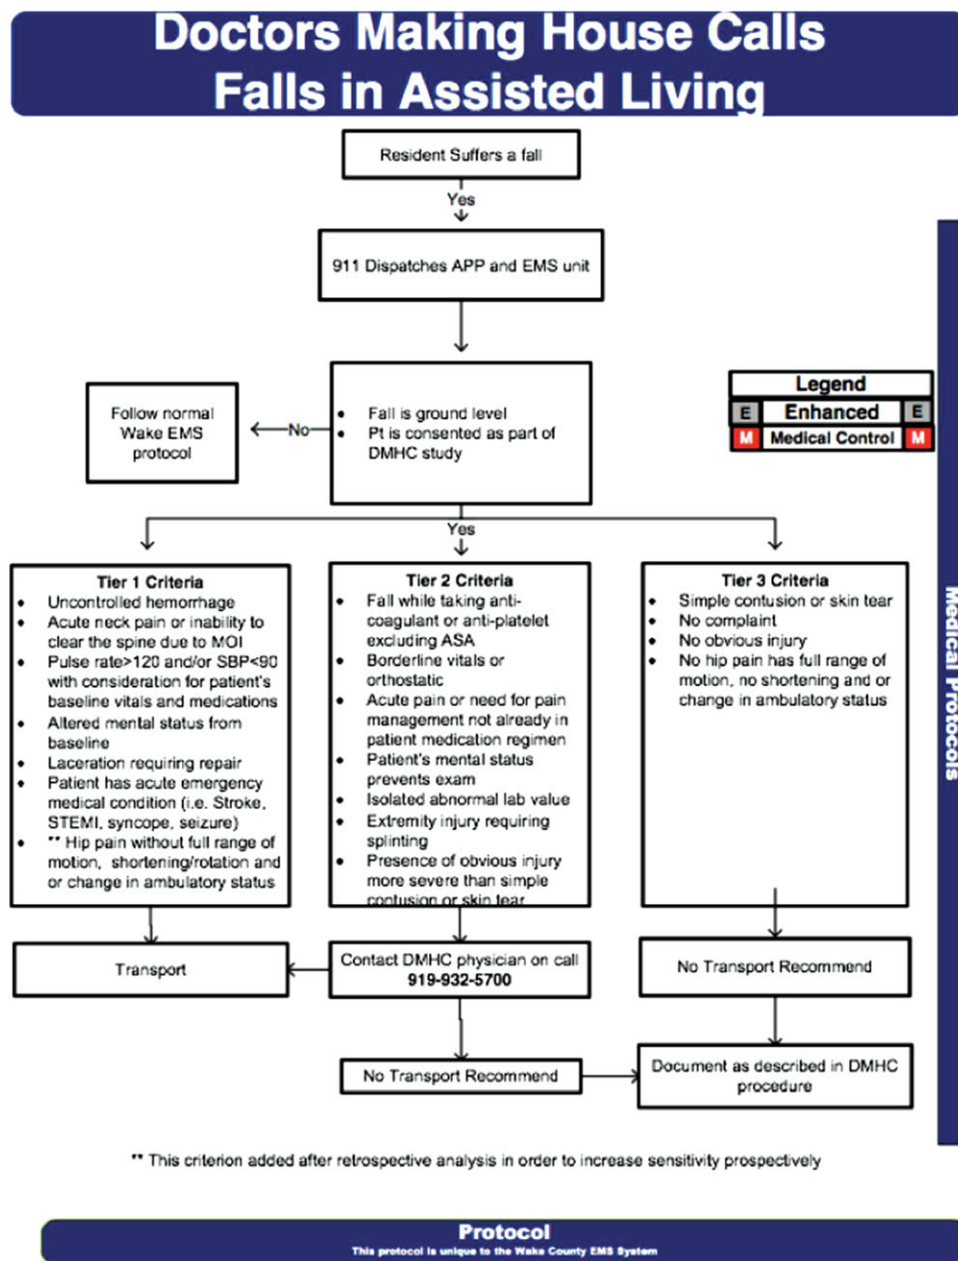 Doctors Making House Calls
Falls in Assisted Living
Resident Suffers a fall
Yes
911 Dispatches APP and EMS unit
Follow normal
Wake EMS
protocol
No
• Fall is ground level
• Pt is consented as part of
DMHC study
Legend
E Enhanced E
M Medical Control M
Yes
Tier 1 Criteria
• Uncontrolled hemorrhage
• Acute neck pain or inability to
clear the spine due to MOI
• Pulse rate>120 and/or SBP<90
with consideration for patient's
baseline vitals and medications
• Altered mental status from
baseline
• Laceration requiring repair
• Patient has acute emergency
medical condition (i.e. Stroke,
STEMI, syncope, seizure)
• ** Hip pain without full range of
motion, shortening/rotation and
or change in ambulatory status
Tier 2 Criteria
• Fall while taking anti-
coagulant or anti-platelet
excluding ASA
• Borderline vitals or
orthostatic
• Acute pain or need for pain
management not already in
patient medication regimen
• Patient's mental status
prevents exam
• Isolated abnormal lab value
• Extremity injury requiring
splinting
• Presence of obvious injury
more severe than simple
contusion or skin tear
Tier 3 Criteria
• Simple contusion or skin tear
• No complaint
• No obvious injury
• No hip pain has full range of
motion, no shortening and or
change in ambulatory status
Medical Protocols
Transport
Contact DMHC physician on call
919-932-5700
No Transport Recommend
No Transport Recommend
Document as described in DMHC
procedure
** This criterion added after retrospective analysis in order to increase sensitivity prospectively
Protocol
This protocol is unique to the Wake County EMS System